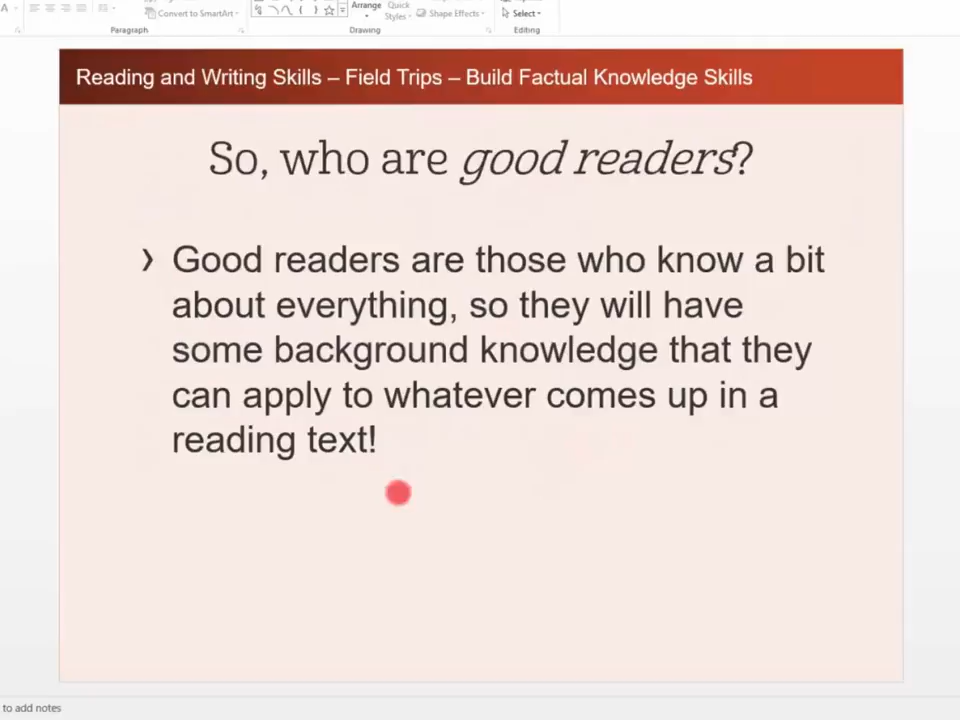 A
Convert to SmartArt
Arrange
Quick
Styles
Shape Effects
Select
Paragraph
Drawing
Editing
Reading and Writing Skills – Field Trips – Build Factual Knowledge Skills
So, who are good readers?
› Good readers are those who know a bit
about everything, so they will have
some background knowledge that they
can apply to whatever comes up in a
reading text!
to add notes